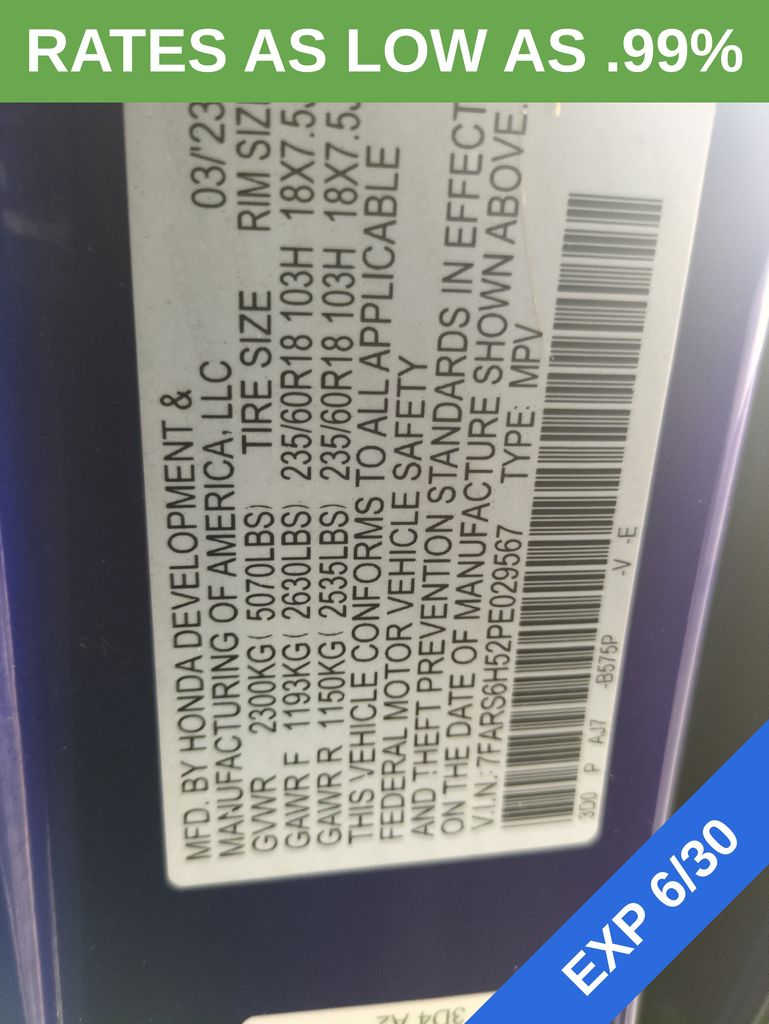 RATES AS LOW AS .99%
MFD. BY HONDA DEVELOPMENT &
MANUFACTURING OF AMERICA, LLC 03/'23
GVWR 2300KG( 5070LBS) TIRE SIZE RIM SIZ
GAWR F 1193KG( 2630LBS) 235/60R18 103H 18X7.5J
GAWR R 1150KG( 2535LBS) 235/60R18 103H 18X7.5J
THIS VEHICLE CONFORMS TO ALL APPLICABLE
FEDERAL MOTOR VEHICLE SAFETY
AND THEFT PREVENTION STANDARDS IN EFFECT
ON THE DATE OF MANUFACTURE SHOWN ABOVE.
V.I.N.: 7FARS6H52PE029567 TYPE: MPV
3D0 P AJ7 -B575P -V -E
EXP 6/30